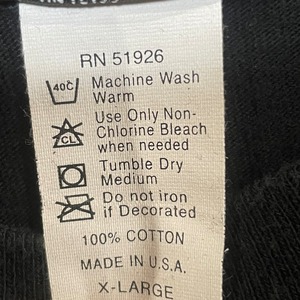 RN 51926
40C Machine Wash
Warm
Use Only Non-
CL Chlorine Bleach
when needed
Tumble Dry
Medium
Do not iron
if Decorated
100% COTTON
MADE IN U.S.A.
X-LARGE